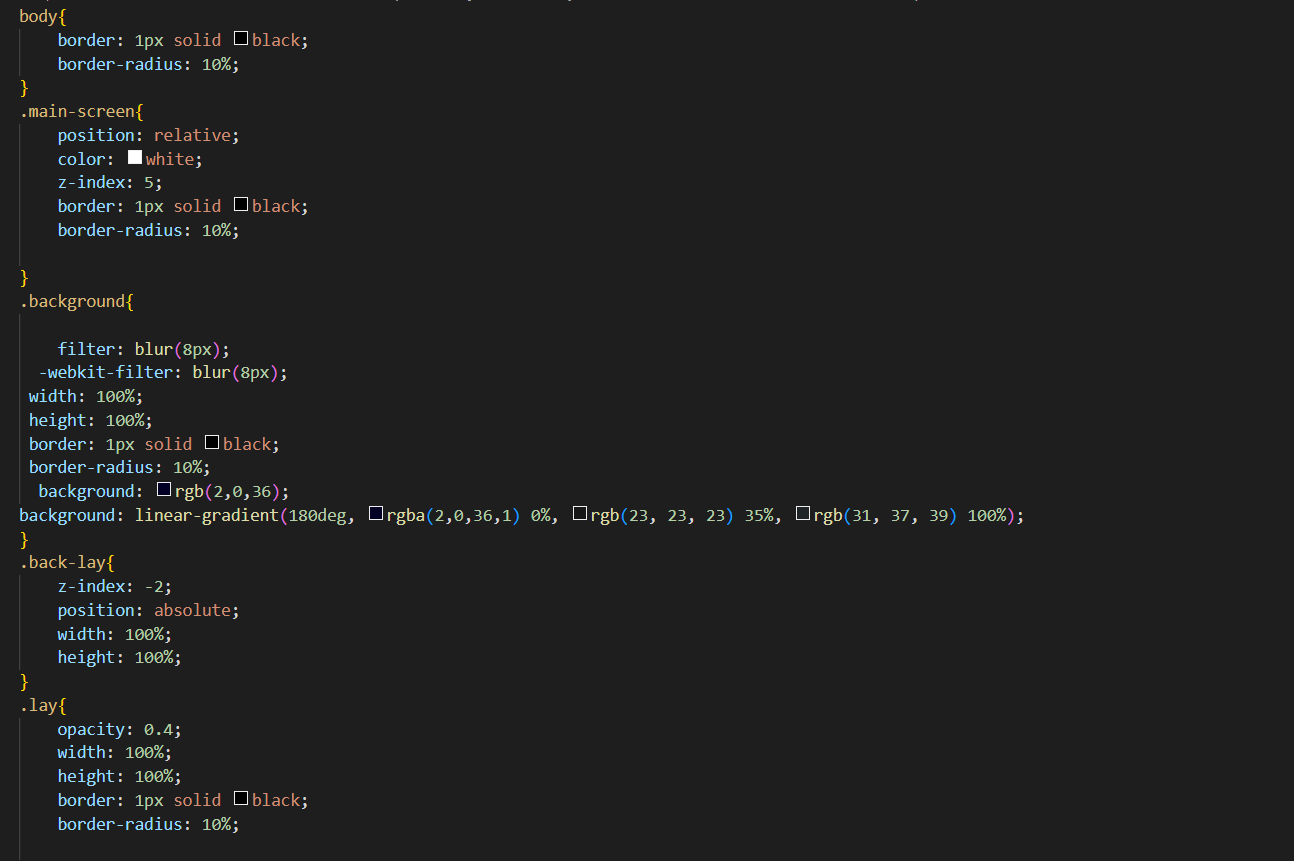 body{
border: 1px solid black;
border-radius: 10%;
}
.main-screen{
position: relative;
color: white;
z-index: 5;
border: 1px solid black;
border-radius: 10%;
}
.background{
filter: blur(8px);
-webkit-filter: blur(8px);
width: 100%;
height: 100%;
border: 1px solid black;
border-radius: 10%;
background: rgb(2,0,36);
background: linear-gradient(180deg, rgba(2,0,36,1) 0%, rgb(23, 23, 23) 35%, rgb(31, 37, 39) 100%);
}
.back-lay{
z-index: -2;
position: absolute;
width: 100%;
height: 100%;
}
.lay{
opacity: 0.4;
width: 100%;
height: 100%;
border: 1px solid black;
border-radius: 10%;